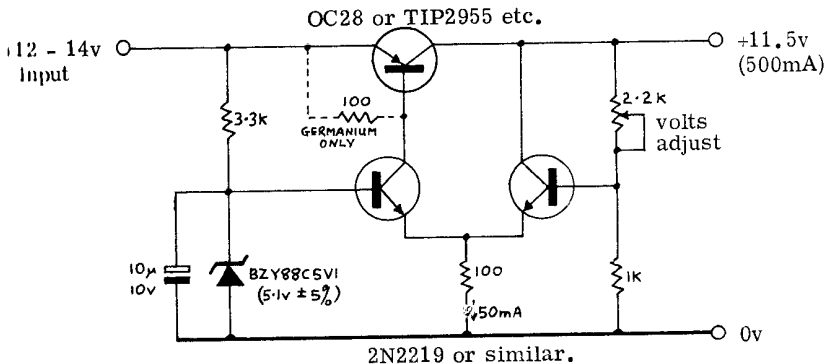 OC28 or TIP2955 etc.
+12 - 14v
Input
+11.5v
(500mA)
100
GERMANIUM
ONLY
3.3k
2.2k
volts
adjust
10μ
10v
BZY88C5V1
(5.1v ± 5%)
100
50mA
1K
0v
2N2219 or similar.